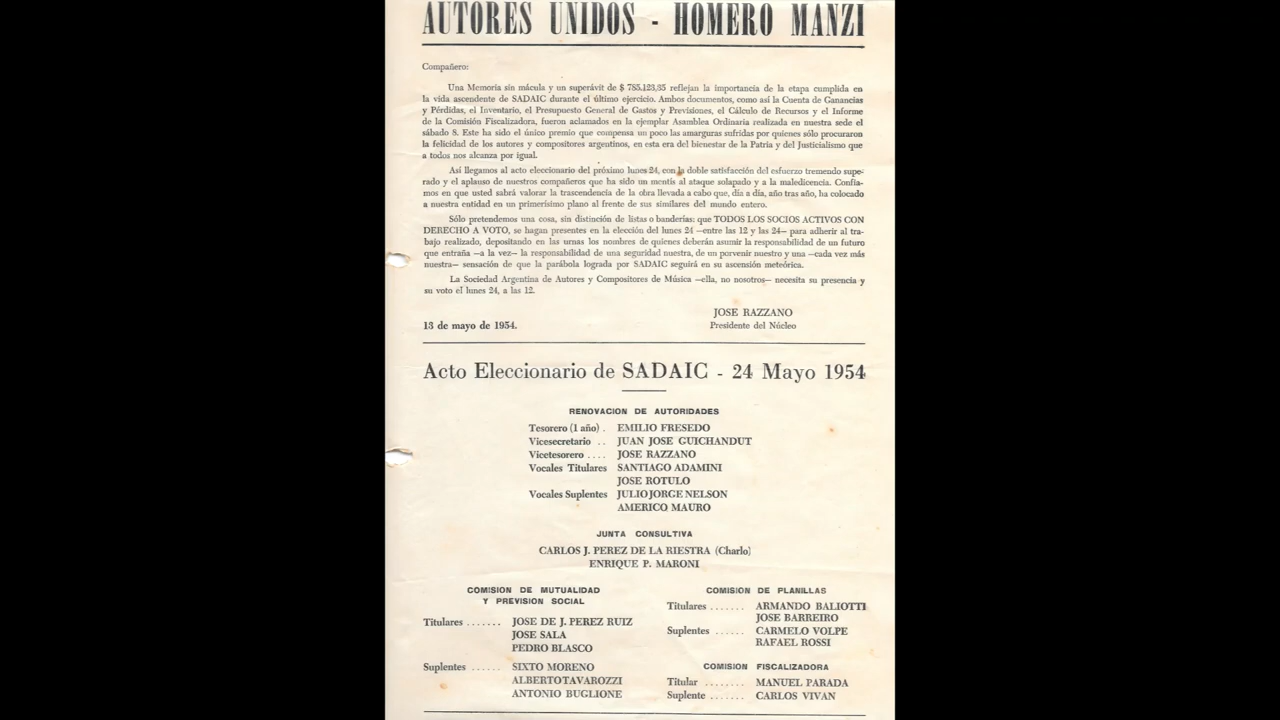 AUTORES UNIDOS - HOMERO MANZI
Compañero:
Una Memoria sin mácula y un superávit de $ 785.123,35 reflejan la importancia de la etapa cumplida en
la vida ascendente de SADAIC durante el último ejercicio. Ambos documentos, como así la Cuenta de Ganancias
y Pérdidas, el Inventario, el Presupuesto General de Gastos y Previsiones, el Cálculo de Recursos y el Informe
de la Comisión Fiscalizadora, fueron aclamados en la ejemplar Asamblea Ordinaria realizada en nuestra sede el
sábado 8. Este ha sido el único premio que compensa un poco las amarguras sufridas por quienes sólo procuraron
la felicidad de los autores y compositores argentinos, en esta era del bienestar de la Patria y del Justicialismo que
a todos nos alcanza por igual.
Así llegamos al acto eleccionario del próximo lunes 24, con la doble satisfacción del esfuerzo tremendo supe-
rado y el aplauso de nuestros compañeros que ha sido un mentís al ataque solapado y a la maledicencia. Confia-
mos en que usted sabrá valorar la trascendencia de la obra llevada a cabo que, día a día, año tras año, ha colocado
a nuestra entidad en un primerísimo plano al frente de sus similares del mundo entero.
Sólo pretendemos una cosa, sin distinción de listas o banderías: que TODOS LOS SOCIOS ACTIVOS CON
DERECHO A VOTO, se hagan presentes en la elección del lunes 24 —entre las 12 y las 24— para adherir al tra-
bajo realizado, depositando en las urnas los nombres de quienes deberán asumir la responsabilidad de un futuro
que entraña —a la vez— la responsabilidad de una seguridad nuestra, de un porvenir nuestro y una —cada vez más
nuestra— sensación de que la parábola lograda por SADAIC seguirá en su ascensión meteórica.
La Sociedad Argentina de Autores y Compositores de Música —ella, no nosotros— necesita su presencia y
su voto el lunes 24, a las 12.
JOSE RAZZANO
13 de mayo de 1954. Presidente del Núcleo
Acto Eleccionario de SADAIC - 24 Mayo 1954
RENOVACION DE AUTORIDADES
Tesorero (1 año) . EMILIO FRESEDO
Vicesecretario .. JUAN JOSE GUICHANDUT
Vicetesorero .... JOSE RAZZANO
Vocales Titulares SANTIAGO ADAMINI
JOSE ROTULO
Vocales Suplentes JULIO JORGE NELSON
AMERICO MAURO
JUNTA CONSULTIVA
CARLOS J. PEREZ DE LA RIESTRA (Charlo)
ENRIQUE P. MARONI
COMISION DE MUTUALIDAD
Y PREVISION SOCIAL
Titulares ....... JOSE DE J. PEREZ RUIZ
JOSE SALA
PEDRO BLASCO
Suplentes ...... SIXTO MORENO
ALBERTO TAVAROZZI
ANTONIO BUGLIONE
COMISION DE PLANILLAS
Titulares ....... ARMANDO BALIOTTI
JOSE BARREIRO
Suplentes ...... CARMELO VOLPE
RAFAEL ROSSI
COMISION FISCALIZADORA
Titular ........ MANUEL PARADA
Suplente ....... CARLOS VIVAN